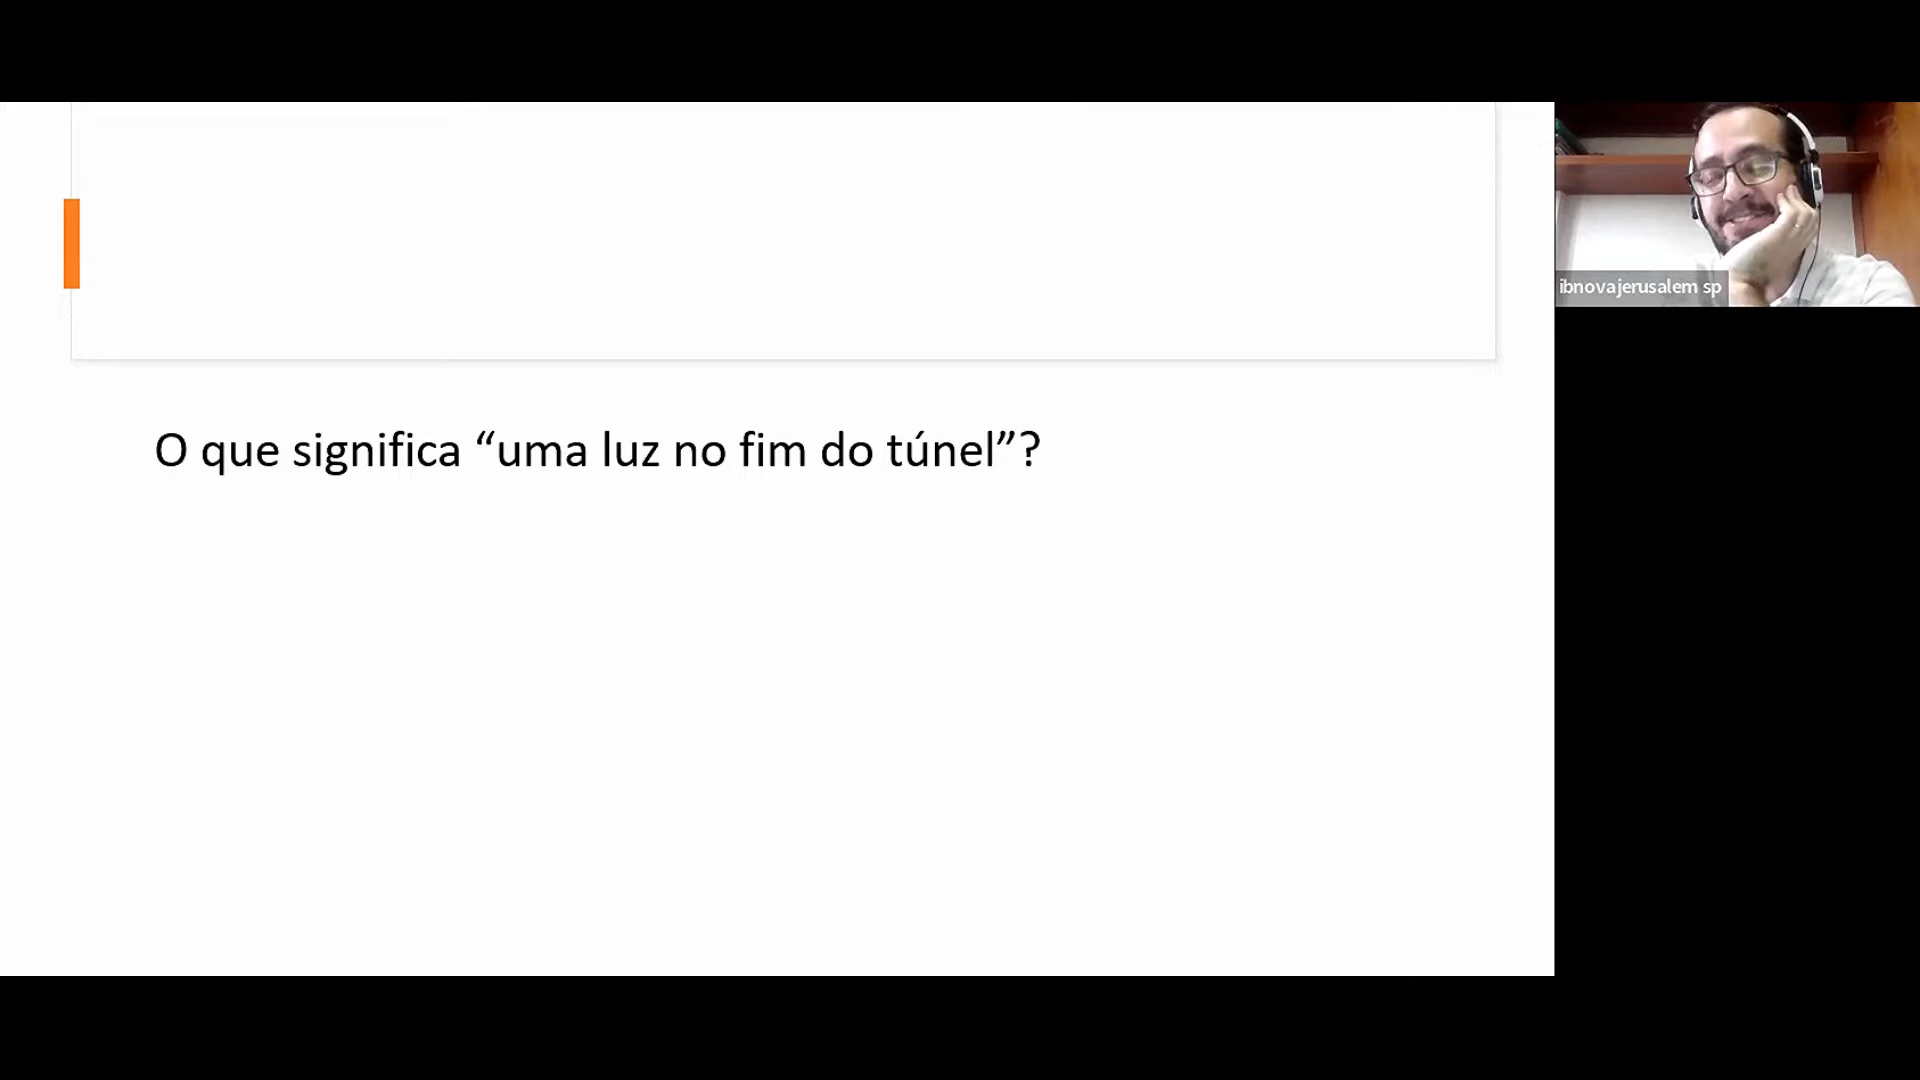 ibnovajerusalem sp
O que significa “uma luz no fim do túnel”?